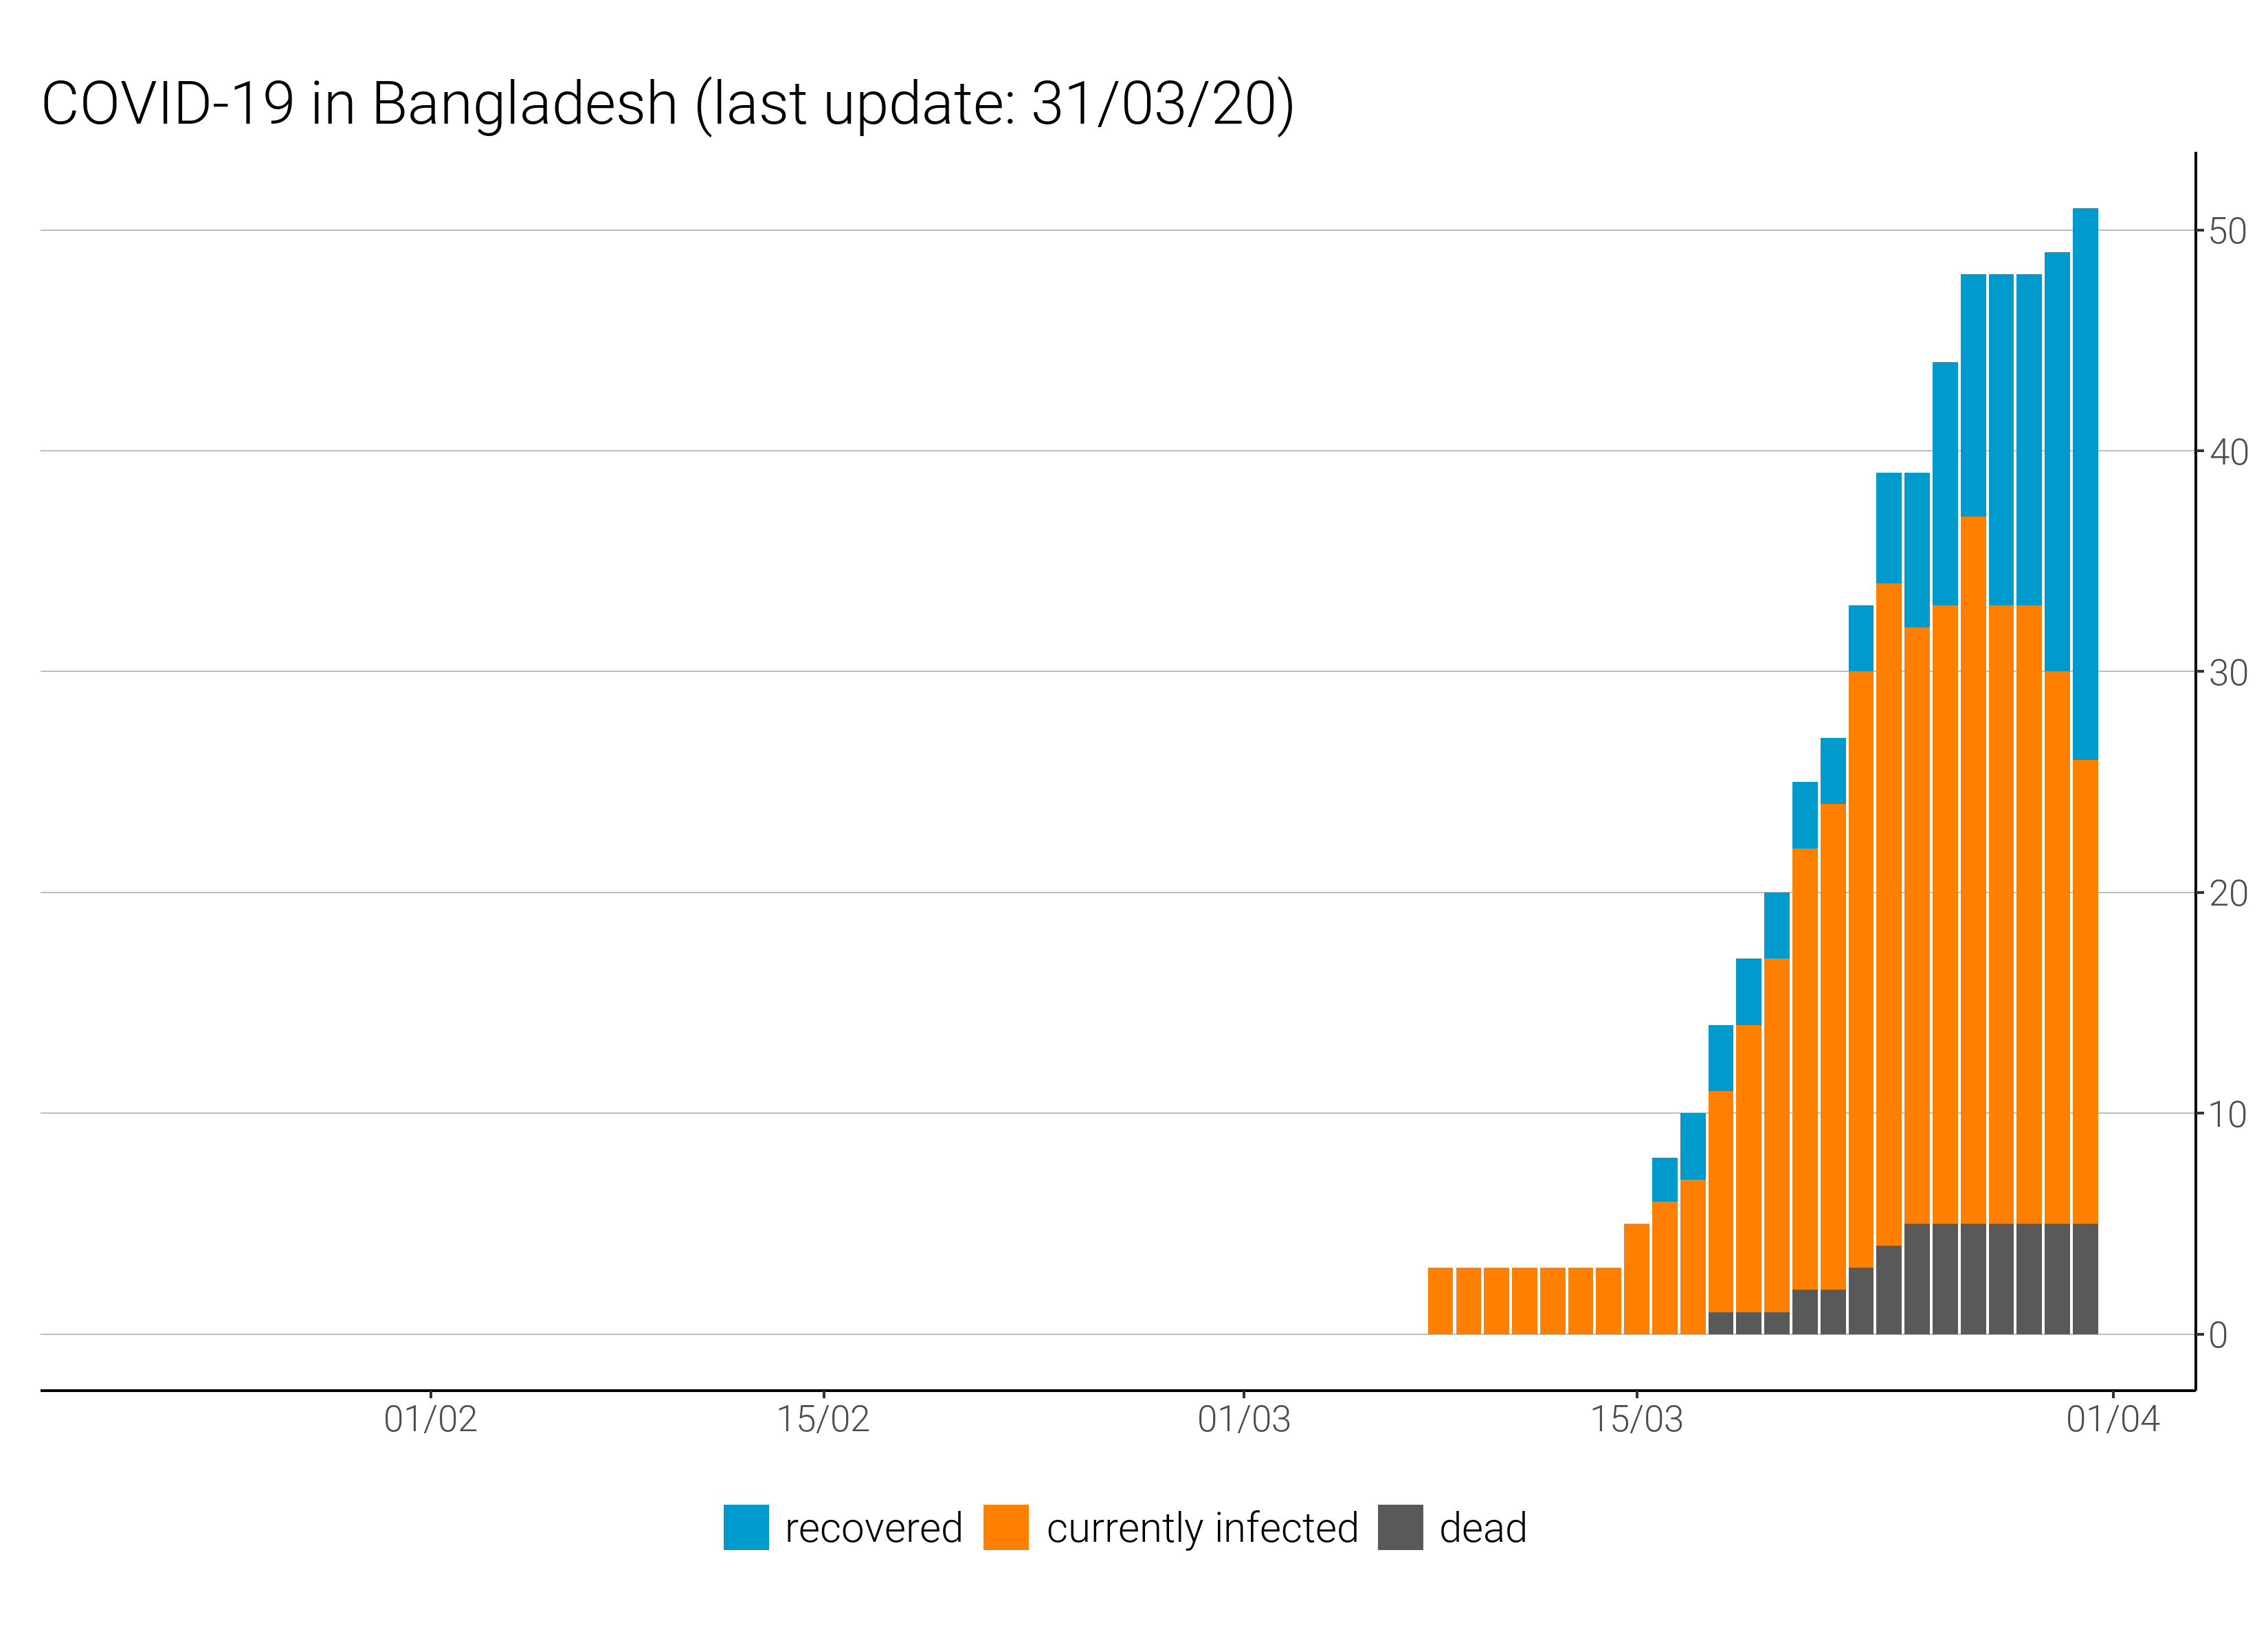 COVID-19 in Bangladesh (last update: 31/03/20)
50
40
30
20
10
0
01/02 15/02 01/03 15/03 01/04
recovered currently infected dead